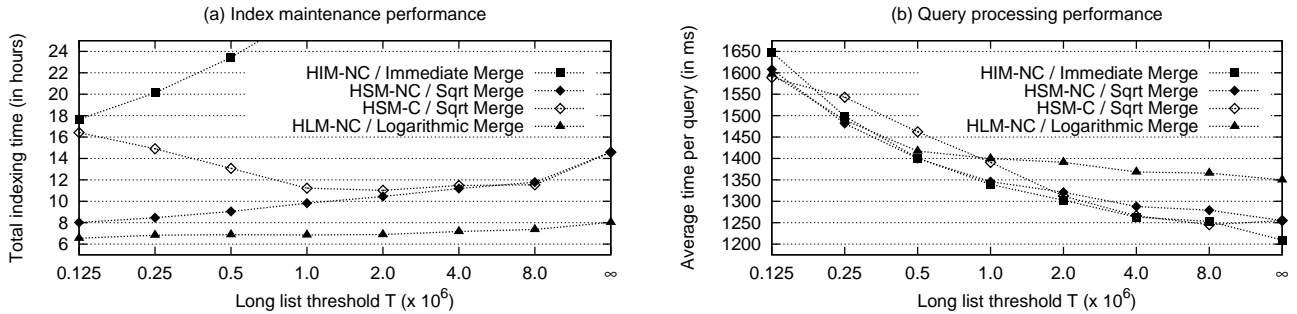 (a) Index maintenance performance
Total indexing time (in hours)
24
22
20
18
16
14
12
10
8
6
HIM-NC / Immediate Merge
HSM-NC / Sqrt Merge
HSM-C / Sqrt Merge
HLM-NC / Logarithmic Merge
0.125 0.25 0.5 1.0 2.0 4.0 8.0 ∞
Long list threshold T (x 10^6)
(b) Query processing performance
Average time per query (in ms)
1650
1600
1550
1500
1450
1400
1350
1300
1250
1200
HIM-NC / Immediate Merge
HSM-NC / Sqrt Merge
HSM-C / Sqrt Merge
HLM-NC / Logarithmic Merge
0.125 0.25 0.5 1.0 2.0 4.0 8.0 ∞
Long list threshold T (x 10^6)